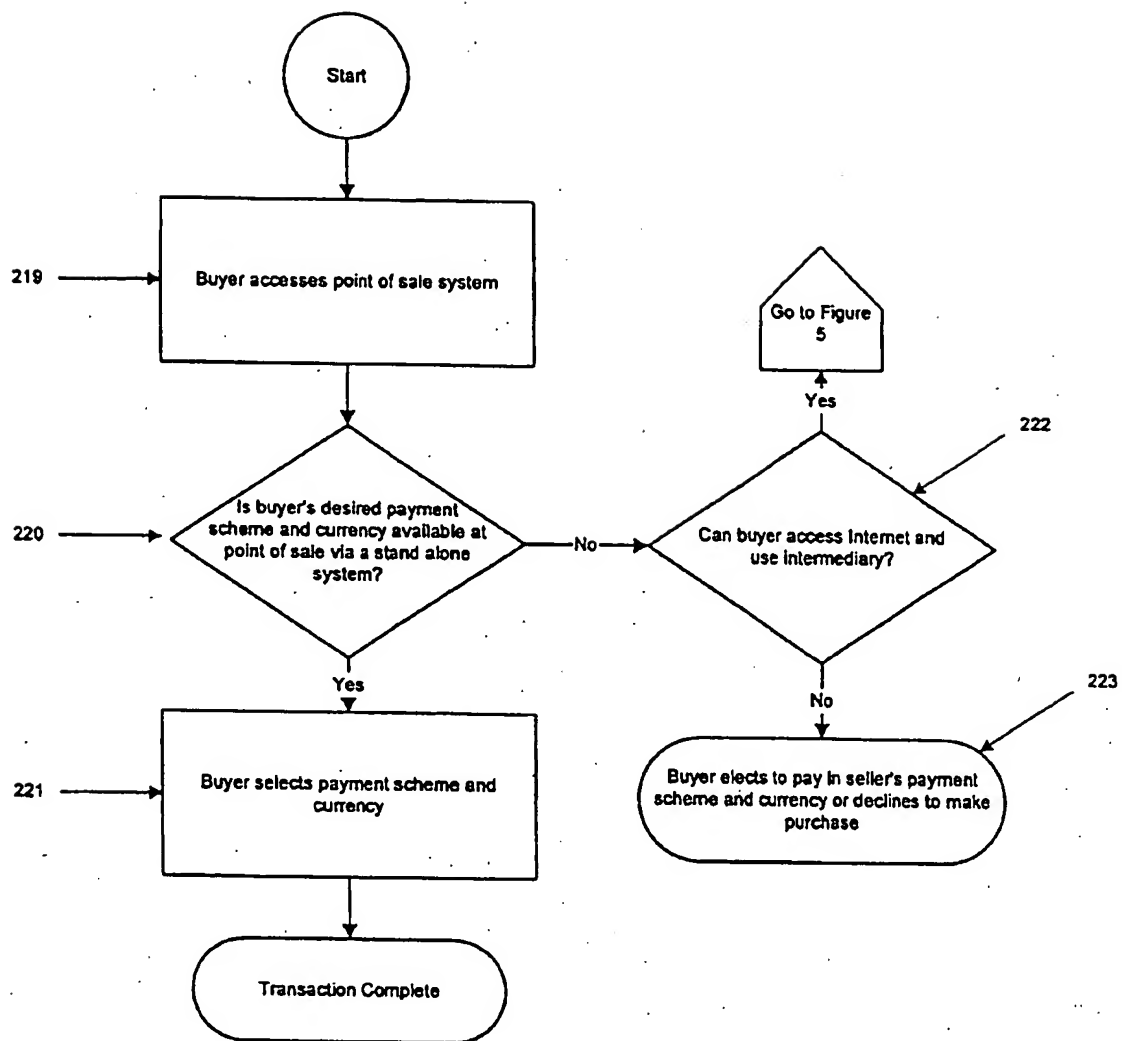 Start
219
Buyer accesses point of sale system
Go to Figure
5
Yes
222
220
Is buyer's desired payment
scheme and currency available at
point of sale via a stand alone
system?
No
Can buyer access Internet and
use intermediary?
Yes
No
223
221
Buyer selects payment scheme and
currency
Buyer elects to pay in seller's payment
scheme and currency or declines to make
purchase
Transaction Complete